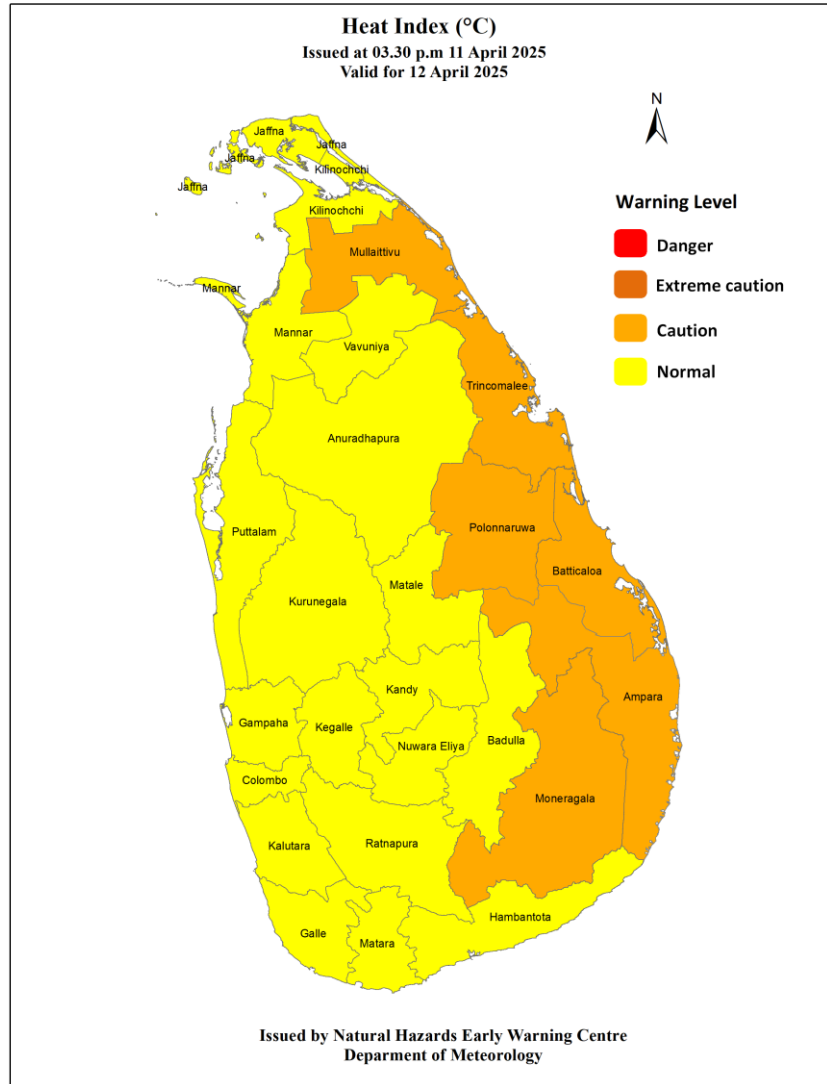 Heat Index (°C)
Issued at 03.30 p.m 11 April 2025
Valid for 12 April 2025
N
Warning Level
Danger
Extreme caution
Caution
Normal
Jaffna
Jaffna
Jaffna
Kilinochchi
Jaffna
Kilinochchi
Mullaittivu
Mannar
Mannar
Vavuniya
Trincomalee
Anuradhapura
Polonnaruwa
Puttalam
Batticaloa
Matale
Kurunegala
Kandy
Ampara
Gampaha
Kegalle
Nuwara Eliya
Badulla
Colombo
Moneragala
Kalutara
Ratnapura
Hambantota
Galle
Matara
Issued by Natural Hazards Early Warning Centre
Deparment of Meteorology